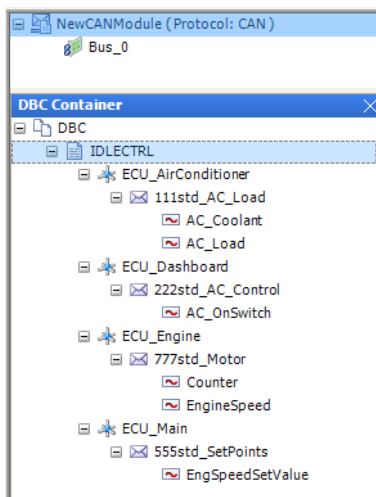 NewCANModule ( Protocol: CAN )
Bus_0
DBC Container
DBC
IDLECTRL
ECU_AirConditioner
111std_AC_Load
AC_Coolant
AC_Load
ECU_Dashboard
222std_AC_Control
AC_OnSwitch
ECU_Engine
777std_Motor
Counter
EngineSpeed
ECU_Main
555std_SetPoints
EngSpeedSetValue